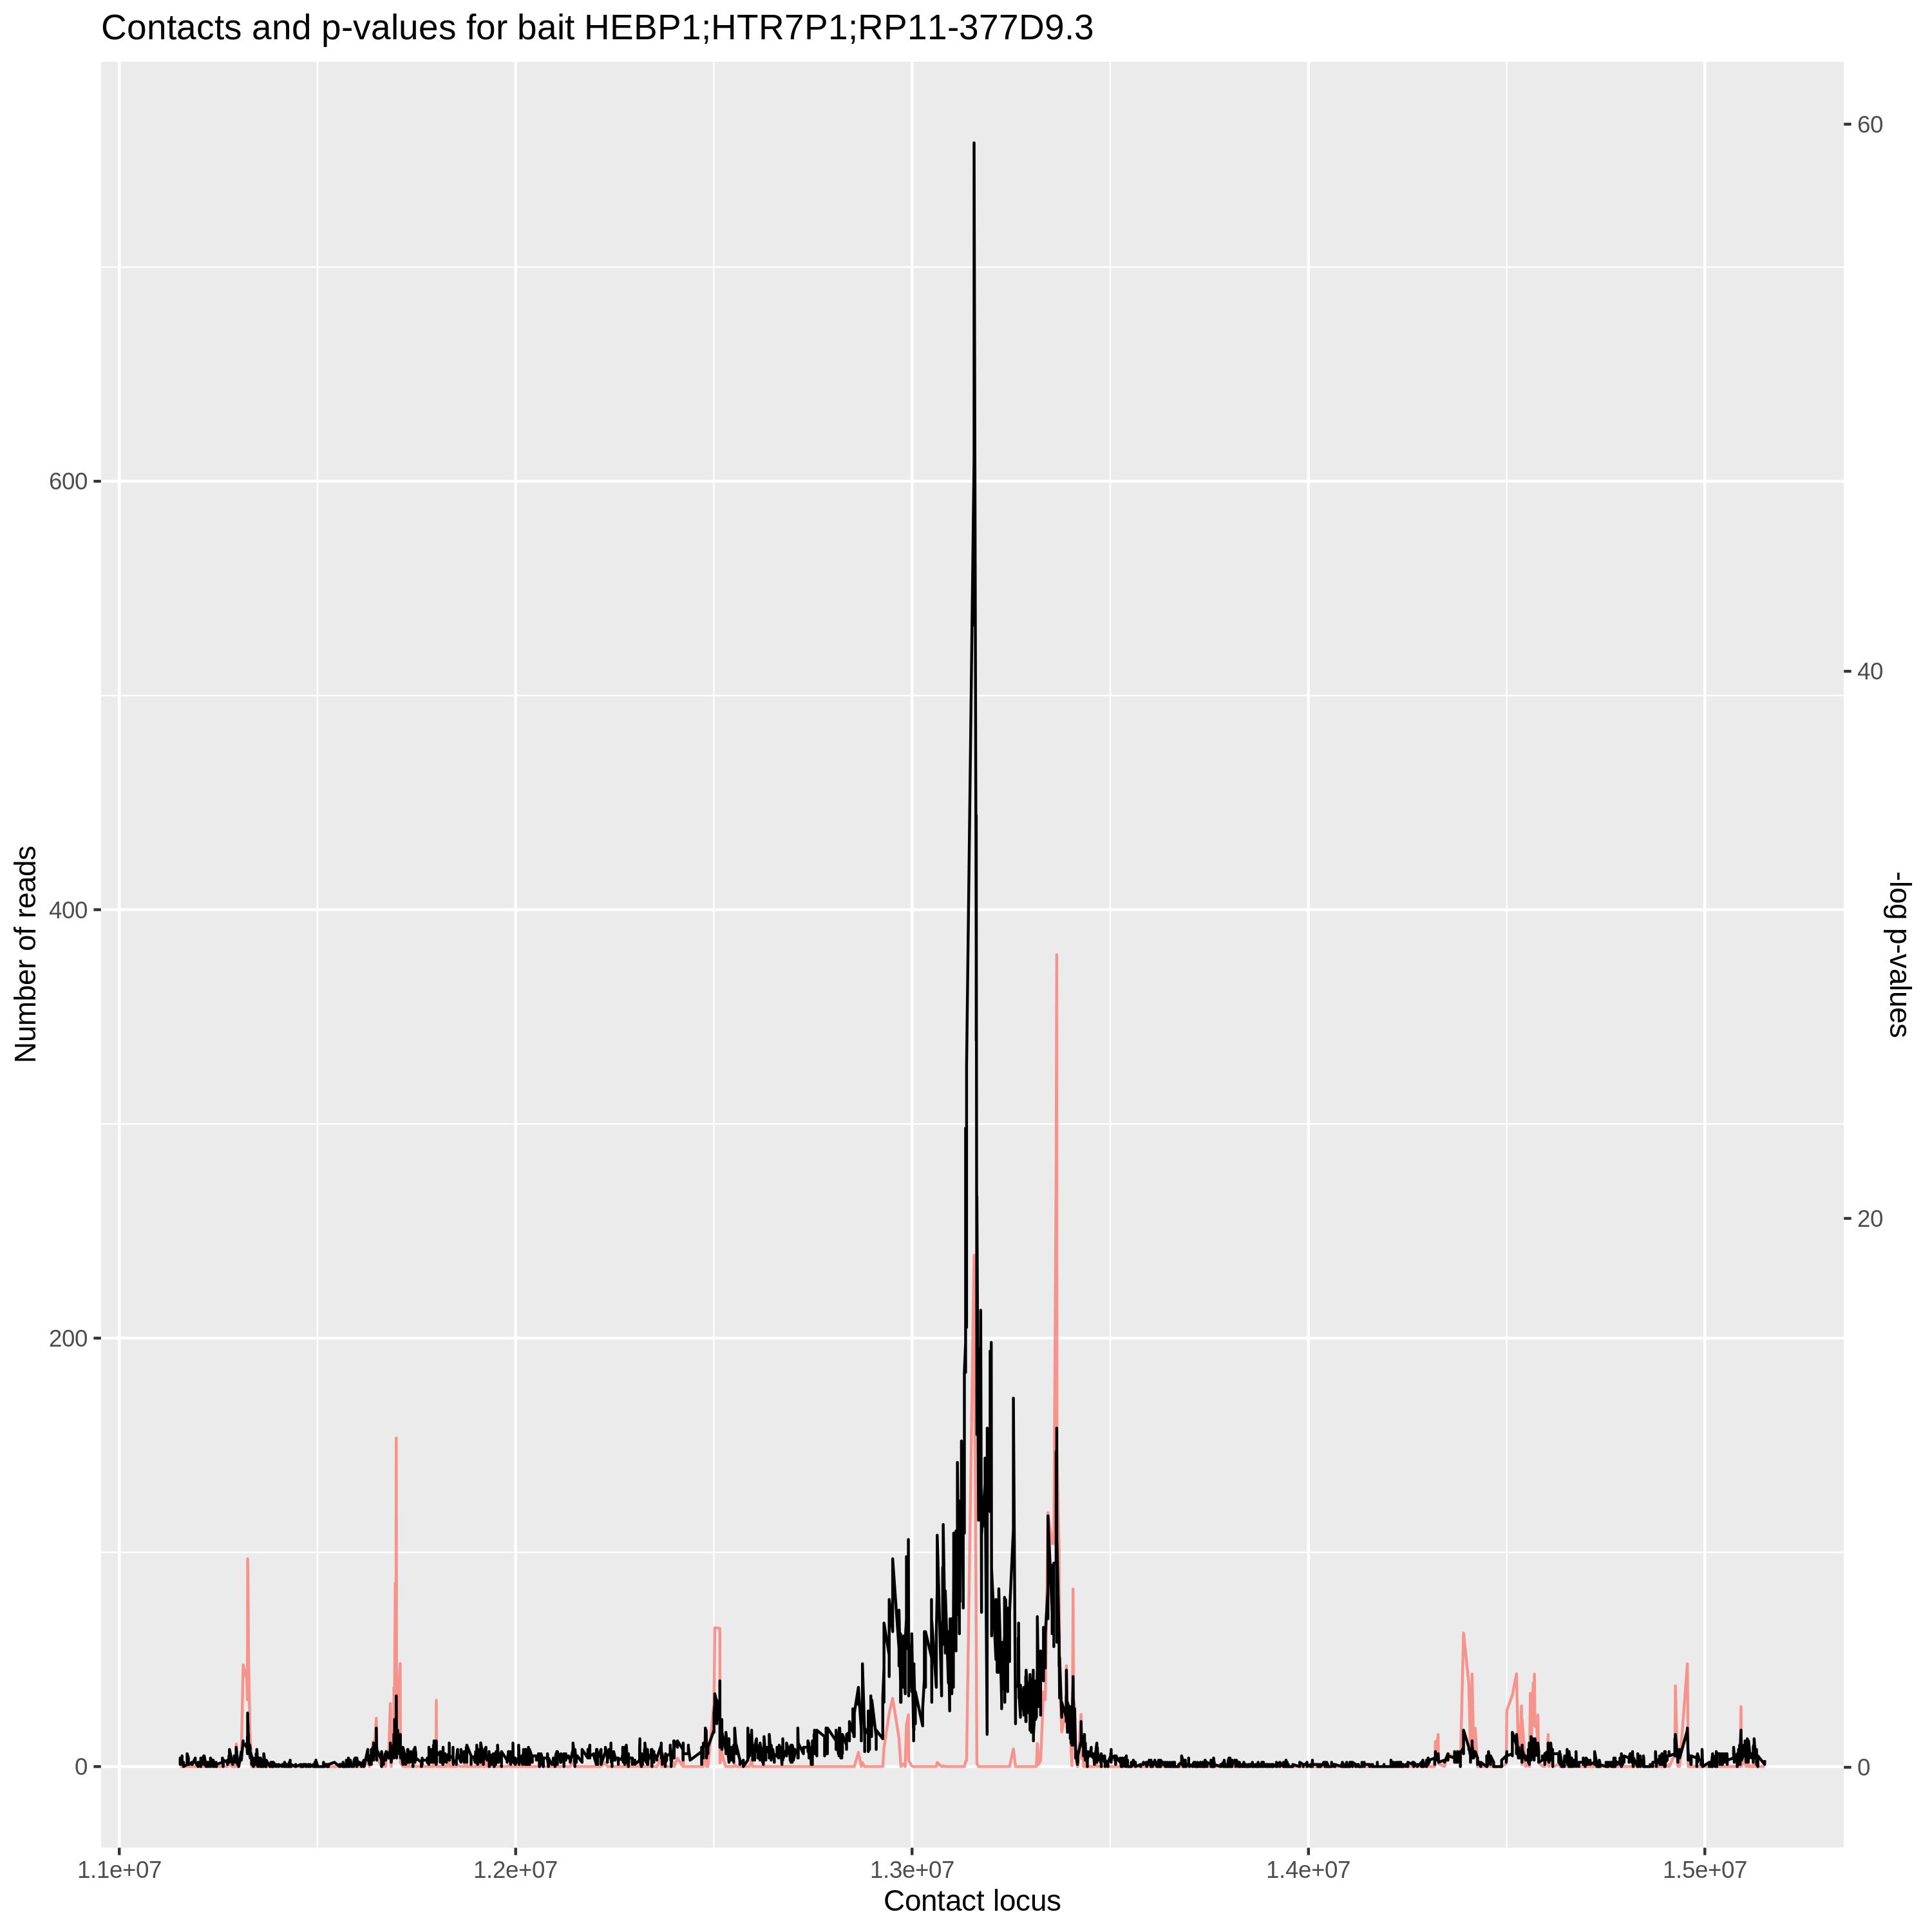 Contacts and p-values for bait HEBP1;HTR7P1;RP11-377D9.3
60
600
40
Number of reads
-log p-values
400
20
200
0
0
1.1e+07
1.2e+07
1.3e+07
1.4e+07
1.5e+07
Contact locus